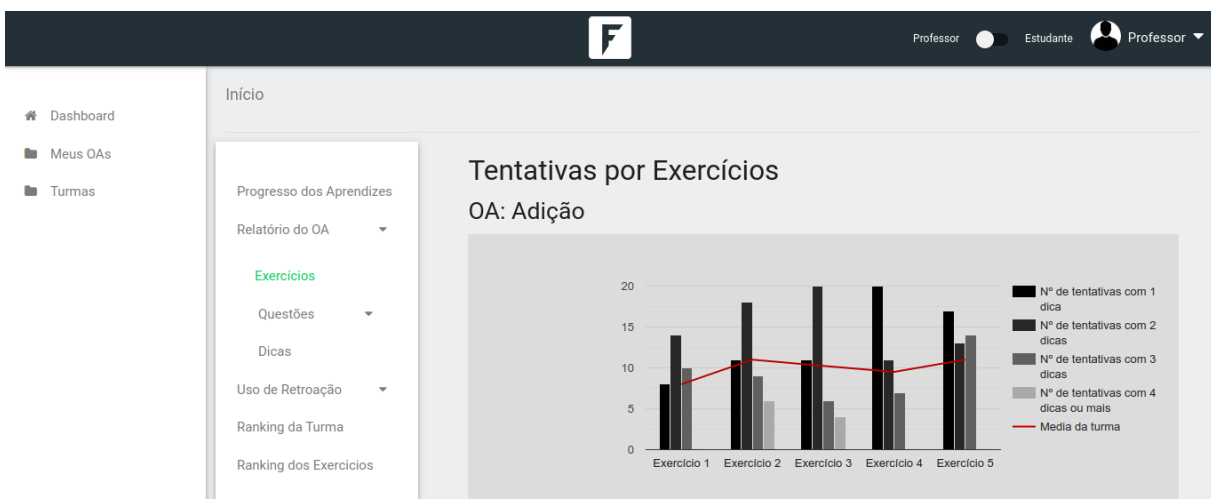 F
Professor
Estudante
Professor
Dashboard
Meus OAs
Turmas
Início
Progresso dos Aprendizes
Relatório do OA
Exercícios
Questões
Dicas
Uso de Retroação
Ranking da Turma
Ranking dos Exercicios
Tentativas por Exercícios
OA: Adição
20
15
10
5
0
Exercício 1
Exercício 2
Exercício 3
Exercício 4
Exercício 5
Nº de tentativas com 1
dica
Nº de tentativas com 2
dicas
Nº de tentativas com 3
dicas
Nº de tentativas com 4
dicas ou mais
Media da turma